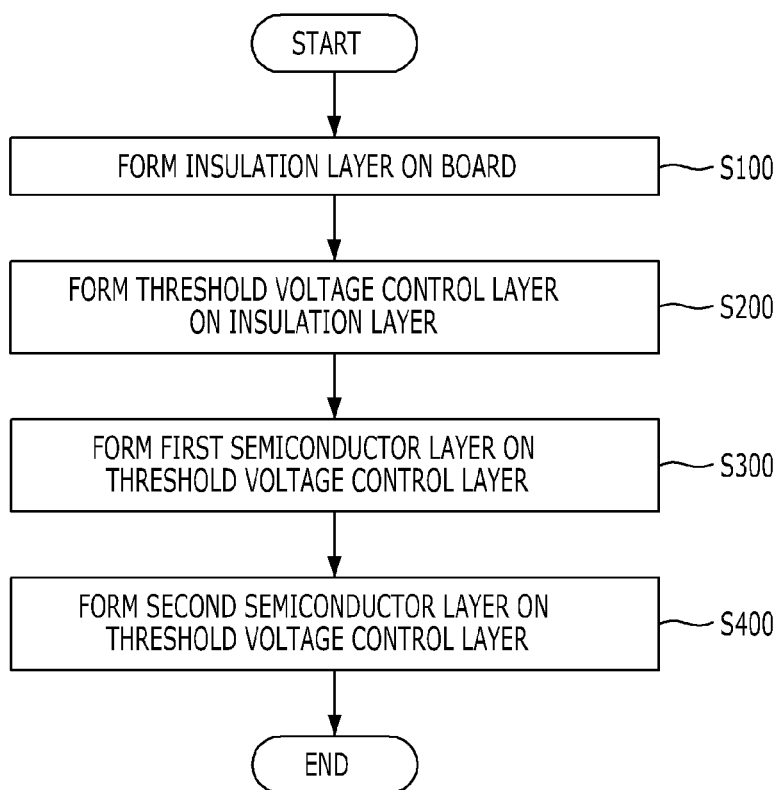 START
FORM INSULATION LAYER ON BOARD
S100
FORM THRESHOLD VOLTAGE CONTROL LAYER
ON INSULATION LAYER
S200
FORM FIRST SEMICONDUCTOR LAYER ON
THRESHOLD VOLTAGE CONTROL LAYER
S300
FORM SECOND SEMICONDUCTOR LAYER ON
THRESHOLD VOLTAGE CONTROL LAYER
S400
END